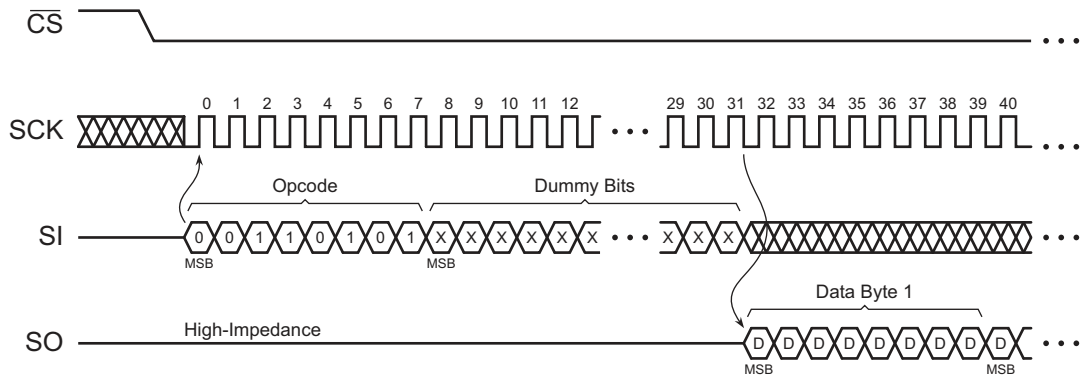 CS
SCK
0 1 2 3 4 5 6 7 8 9 10 11 12 29 30 31 32 33 34 35 36 37 38 39 40
Opcode Dummy Bits
SI
0 0 1 1 0 1 0 1 X X X X X X X X X
MSB MSB
Data Byte 1
SO
High-Impedance
D D D D D D D D D
MSB MSB